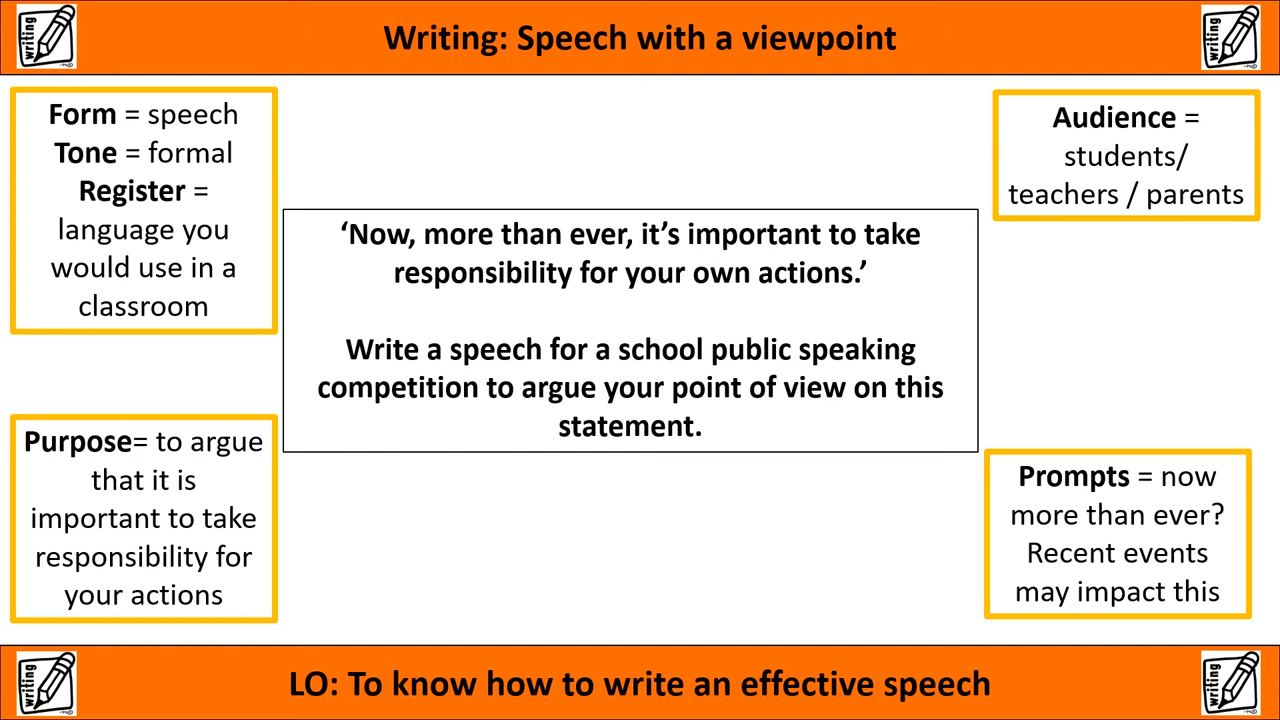 Writing: Speech with a viewpoint
writing
writing
Form = speech
Tone = formal
Register =
language you
would use in a
classroom
Audience =
students/
teachers / parents
‘Now, more than ever, it’s important to take
responsibility for your own actions.’
Write a speech for a school public speaking
competition to argue your point of view on this
statement.
Purpose= to argue
that it is
important to take
responsibility for
your actions
Prompts = now
more than ever?
Recent events
may impact this
writing
LO: To know how to write an effective speech
writing